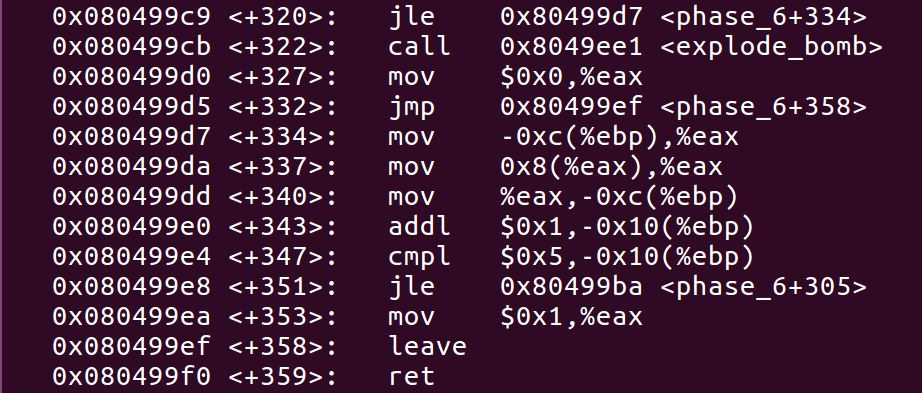 0x080499c9 <+320>: jle 0x80499d7 <phase_6+334>
0x080499cb <+322>: call 0x8049ee1 <explode_bomb>
0x080499d0 <+327>: mov $0x0,%eax
0x080499d5 <+332>: jmp 0x80499ef <phase_6+358>
0x080499d7 <+334>: mov -0xc(%ebp),%eax
0x080499da <+337>: mov 0x8(%eax),%eax
0x080499dd <+340>: mov %eax,-0xc(%ebp)
0x080499e0 <+343>: addl $0x1,-0x10(%ebp)
0x080499e4 <+347>: cmpl $0x5,-0x10(%ebp)
0x080499e8 <+351>: jle 0x80499ba <phase_6+305>
0x080499ea <+353>: mov $0x1,%eax
0x080499ef <+358>: leave
0x080499f0 <+359>: ret